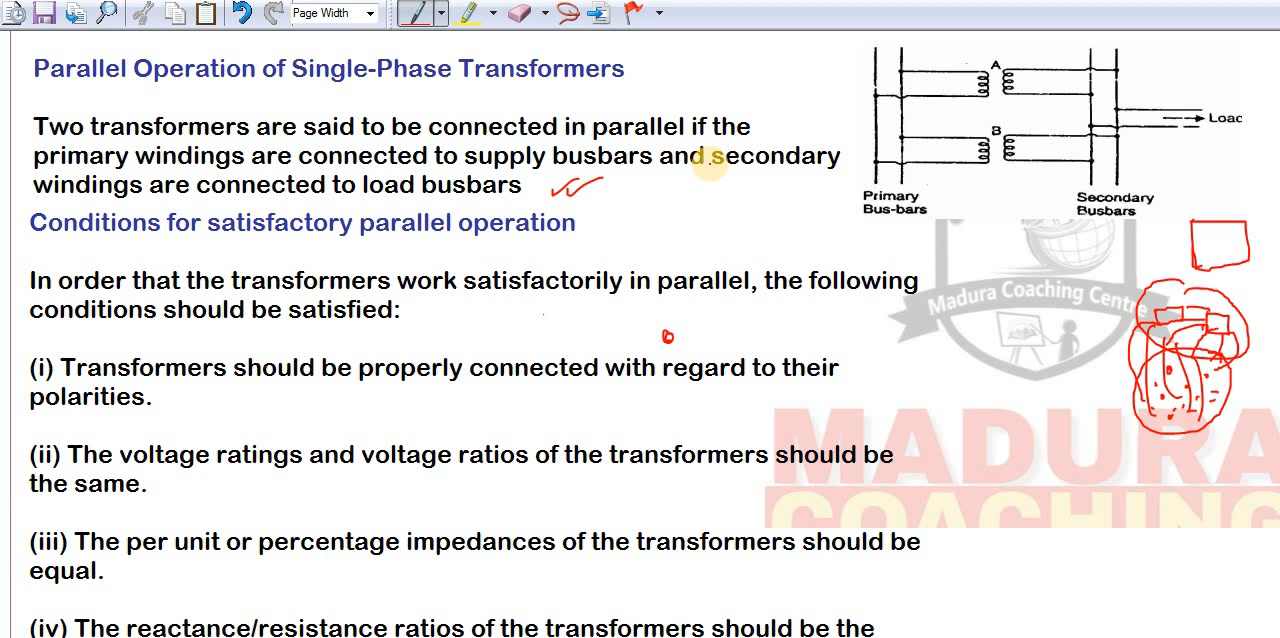 Page Width
Parallel Operation of Single-Phase Transformers
Two transformers are said to be connected in parallel if the
primary windings are connected to supply busbars and secondary
windings are connected to load busbars
A
B
Load
Primary
Bus-bars
Secondary
Busbars
Conditions for satisfactory parallel operation
In order that the transformers work satisfactorily in parallel, the following
conditions should be satisfied:
(i) Transformers should be properly connected with regard to their
polarities.
(ii) The voltage ratings and voltage ratios of the transformers should be
the same.
(iii) The per unit or percentage impedances of the transformers should be
equal.
(iv) The reactance/resistance ratios of the transformers should be the
Madura Coaching Centre
MADURA
COACHING